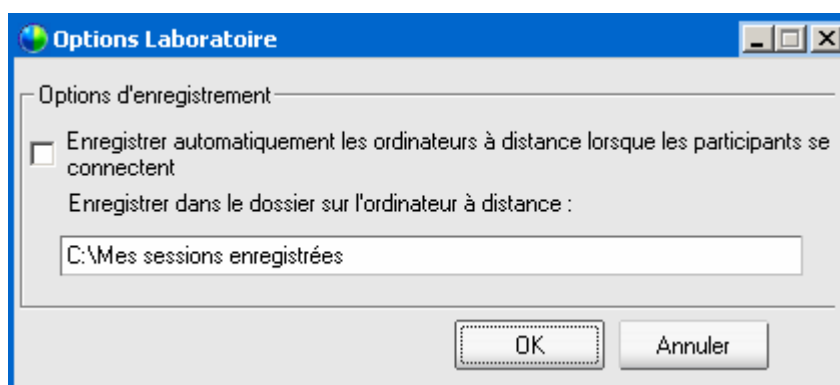 Options Laboratoire
Options d'enregistrement
Enregistrer automatiquement les ordinateurs à distance lorsque les participants se
connectent
Enregistrer dans le dossier sur l'ordinateur à distance :
C:\Mes sessions enregistrées
OK
Annuler